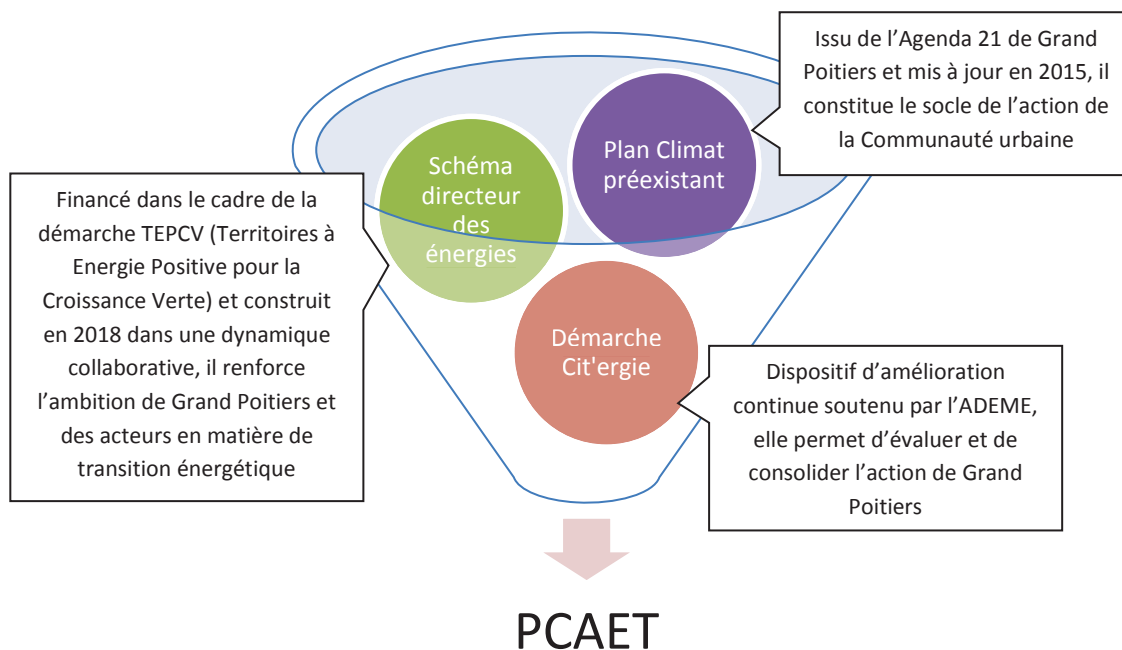 Issu de l’Agenda 21 de Grand
Poitiers et mis à jour en 2015, il
constitue le socle de l’action de
la Communauté urbaine
Plan Climat
préexistant
Schéma
directeur
des
énergies
Financé dans le cadre de la
démarche TEPCV (Territoires à
Energie Positive pour la
Croissance Verte) et construit
en 2018 dans une dynamique
collaborative, il renforce
l’ambition de Grand Poitiers et
des acteurs en matière de
transition énergétique
Démarche
Cit'ergie
Dispositif d’amélioration
continue soutenu par l’ADEME,
elle permet d’évaluer et de
consolider l’action de Grand
Poitiers
PCAET